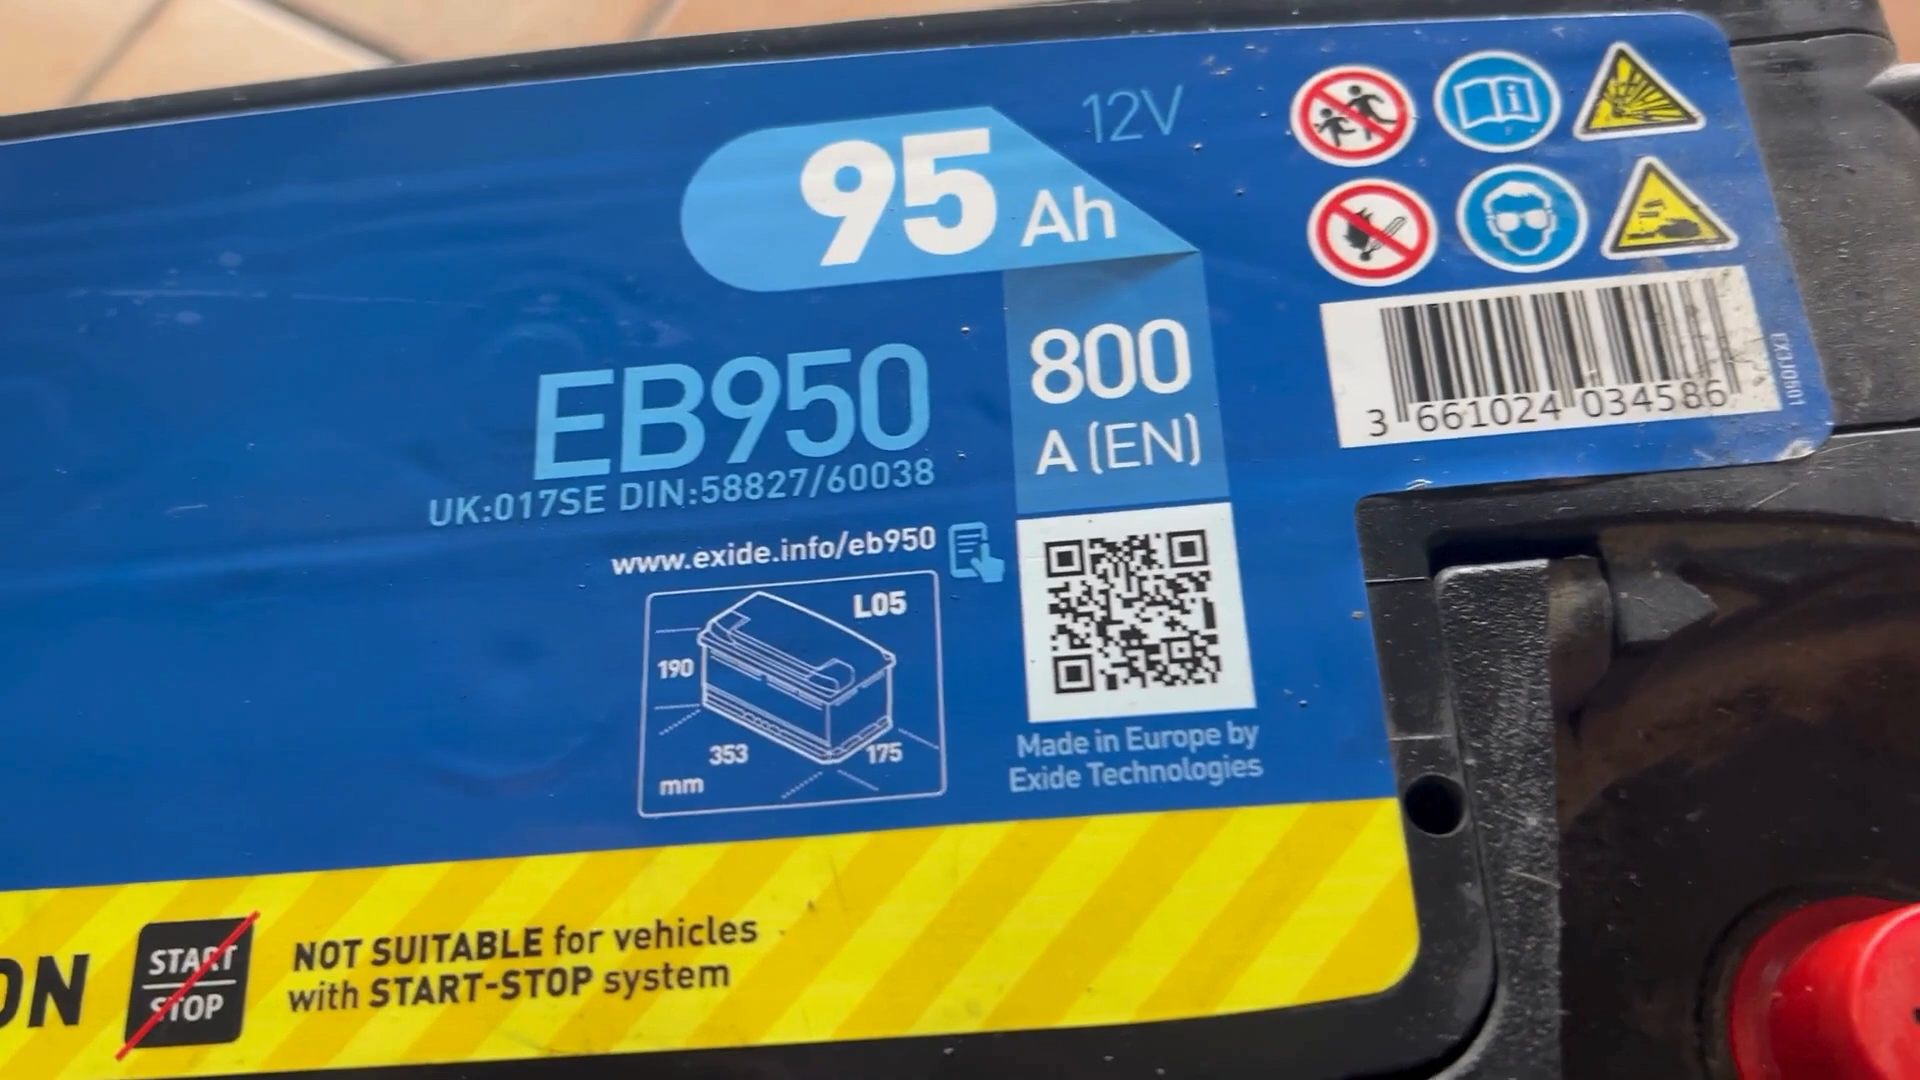 12V
95 Ah
EB950
800
A (EN)
UK:017SE DIN:58827/60038
www.exide.info/eb950
L05
190
353
175
mm
Made in Europe by
Exide Technologies
3 661024 034586
EX3J0601
START
STOP
NOT SUITABLE for vehicles
with START-STOP system